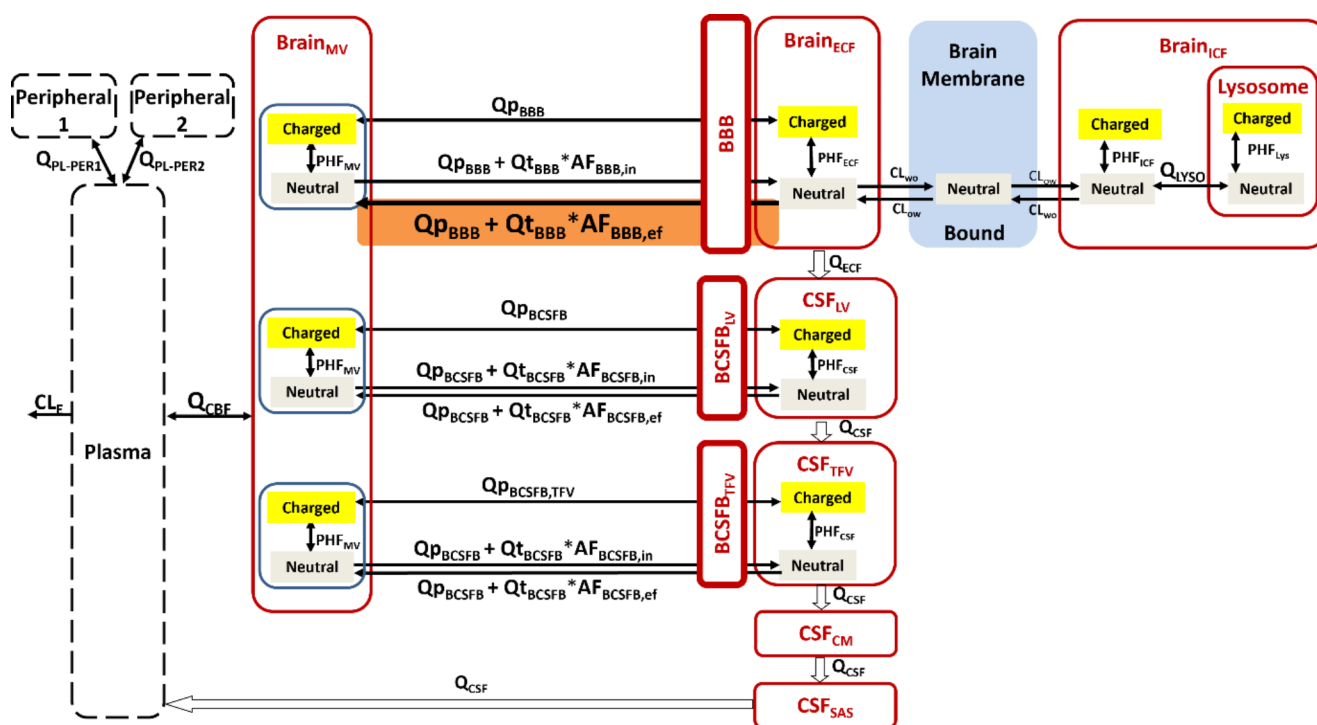 Peripheral
1
Peripheral
2
Q_PL-PER1
Q_PL-PER2
CL_E
Plasma
Q_CBF
Brain_MV
Charged
PHF_MV
Neutral
Qp_BBB
Qp_BBB + Qt_BBB*AF_BBB,in
Qp_BBB + Qt_BBB*AF_BBB,ef
BBB
Brain_ECF
Charged
PHF_ECF
Neutral
CL_wo
CL_ow
Brain
Membrane
Neutral
Bound
CL_ow
CL_wo
Brain_ICF
Charged
PHF_ICF
Neutral
Q_LYSO
Lysosome
Charged
PHF_Lys
Neutral
Q_ECF
Charged
PHF_MV
Neutral
Qp_BCSFB
Qp_BCSFB + Qt_BCSFB*AF_BCSFB,in
Qp_BCSFB + Qt_BCSFB*AF_BCSFB,ef
BCSFB_LV
CSF_LV
Charged
PHF_CSF
Neutral
Q_CSF
Charged
PHF_MV
Neutral
Qp_BCSFB,TFV
Qp_BCSFB + Qt_BCSFB*AF_BCSFB,in
Qp_BCSFB + Qt_BCSFB*AF_BCSFB,ef
BCSFB_TFV
CSF_TFV
Charged
PHF_CSF
Neutral
Q_CSF
CSF_CM
Q_CSF
CSF_SAS
Q_CSF